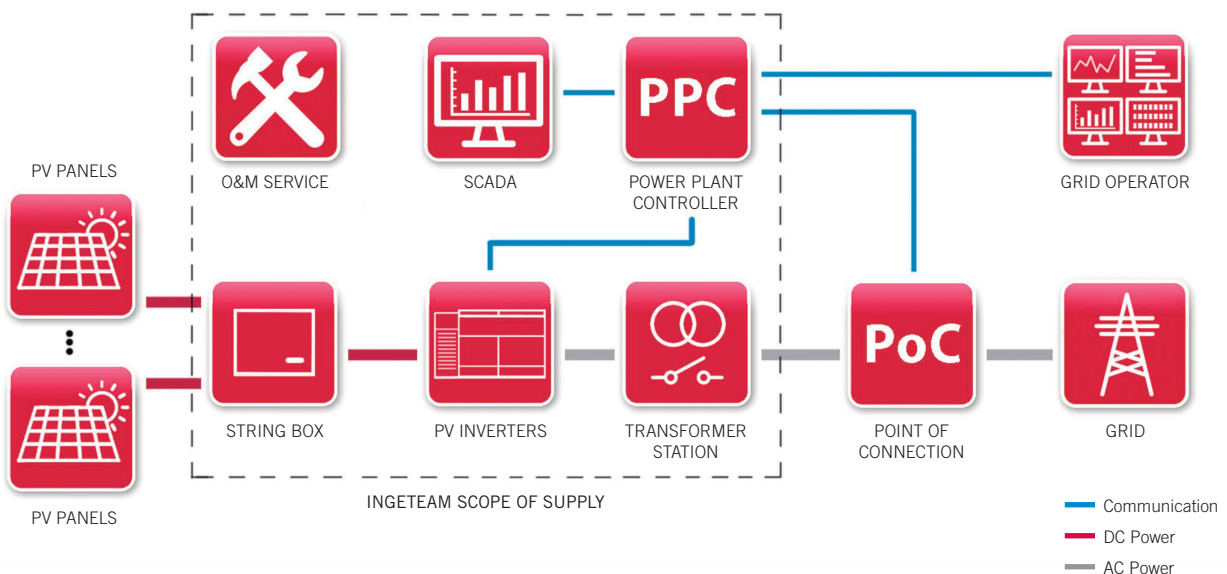 PPC
O&M SERVICE
SCADA
POWER PLANT
CONTROLLER
GRID OPERATOR
PV PANELS
PoC
STRING BOX
PV INVERTERS
TRANSFORMER
STATION
POINT OF
CONNECTION
GRID
PV PANELS
INGETEAM SCOPE OF SUPPLY
Communication
DC Power
AC Power